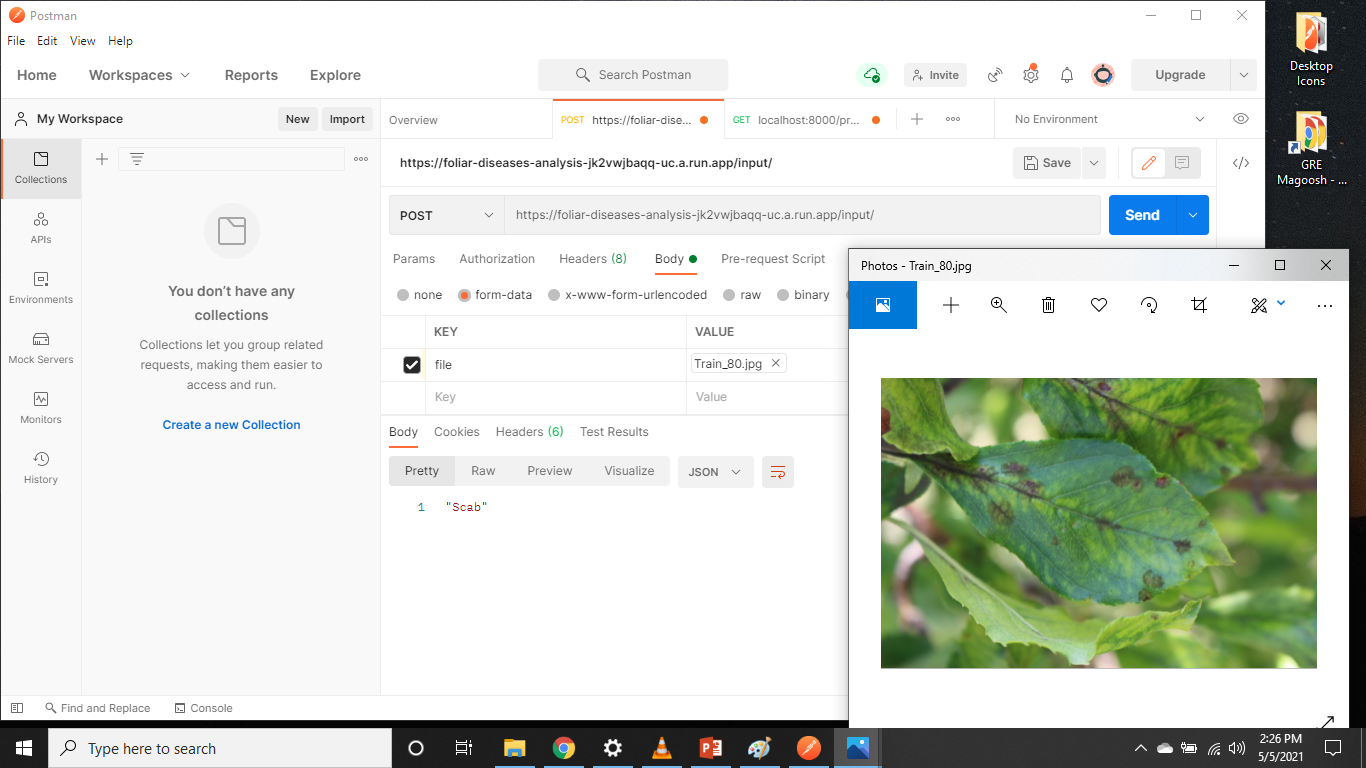 Postman
File Edit View Help
Home Workspaces Reports Explore Search Postman Invite Upgrade
My Workspace New Import Overview POST https://foliar-dise... GET localhost:8000/pr... No Environment
Collections
APIs
Environments
Mock Servers
Monitors
History
You don't have any
collections
Collections let you group related
requests, making them easier to
access and run.
Create a new Collection
https://foliar-diseases-analysis-jk2vwjbaqq-uc.a.run.app/input/ Save
POST https://foliar-diseases-analysis-jk2vwjbaqq-uc.a.run.app/input/ Send
Params Authorization Headers (8) Body Pre-request Script
none form-data x-www-form-urlencoded raw binary
KEY VALUE
file Train_80.jpg
Key Value
Body Cookies Headers (6) Test Results
Pretty Raw Preview Visualize JSON
1 "Scab"
Find and Replace Console
Photos - Train_80.jpg
Desktop
Icons
GRE
Magoosh - ...
Type here to search
2:26 PM
5/5/2021